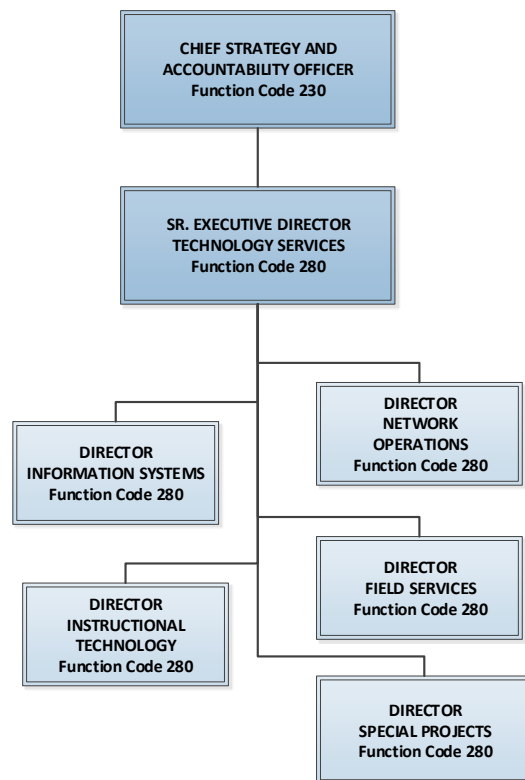 CHIEF STRATEGY AND
ACCOUNTABILITY OFFICER
Function Code 230
SR. EXECUTIVE DIRECTOR
TECHNOLOGY SERVICES
Function Code 280
DIRECTOR
NETWORK
OPERATIONS
Function Code 280
DIRECTOR
INFORMATION SYSTEMS
Function Code 280
DIRECTOR
FIELD SERVICES
Function Code 280
DIRECTOR
INSTRUCTIONAL
TECHNOLOGY
Function Code 280
DIRECTOR
SPECIAL PROJECTS
Function Code 280